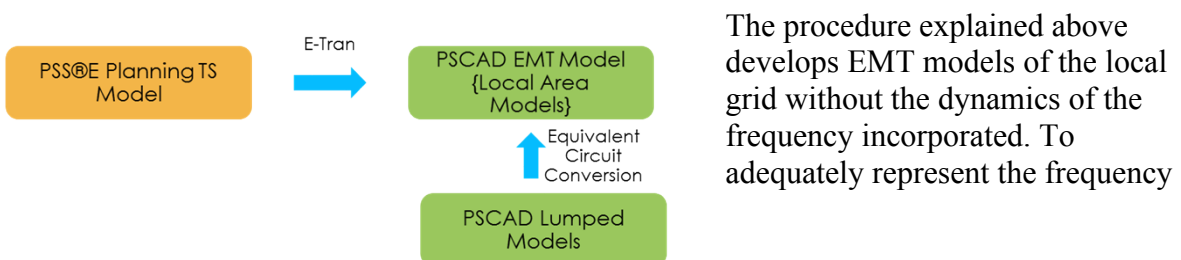 E-Tran
PSS®E Planning TS
Model
PSCAD EMT Model
{Local Area
Models}
Equivalent
Circuit
Conversion
PSCAD Lumped
Models
The procedure explained above
develops EMT models of the local
grid without the dynamics of the
frequency incorporated. To
adequately represent the frequency